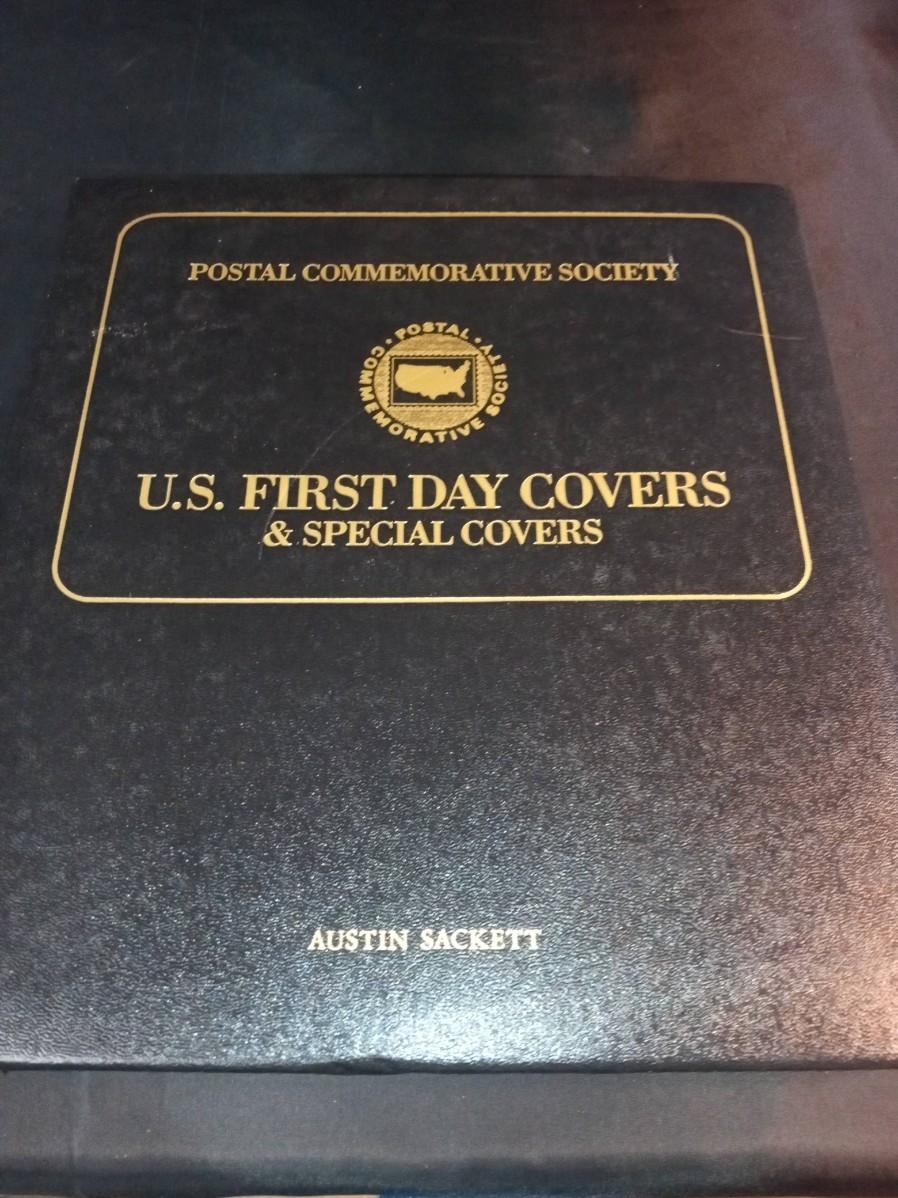 POSTAL COMMEMORATIVE SOCIETY
· POSTAL ·
COMMEMORATIVE SOCIETY
U.S. FIRST DAY COVERS
& SPECIAL COVERS
AUSTIN SACKETT